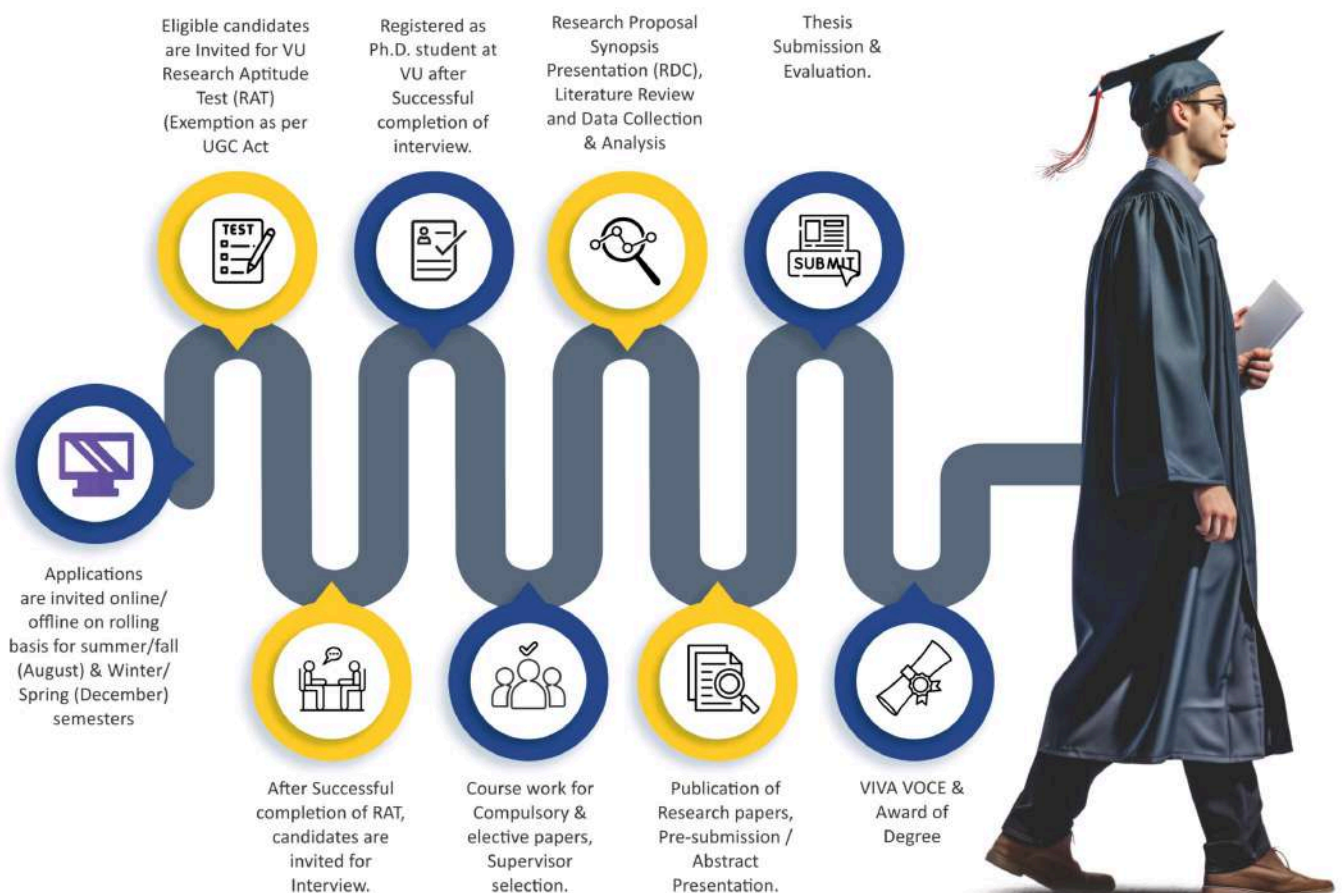 Applications
are invited online/
offline on rolling
basis for summer/fall
(August) & Winter/
Spring (December)
semesters
Eligible candidates
are Invited for VU
Research Aptitude
Test (RAT)
(Exemption as per
UGC Act
TEST
After Successful
completion of RAT,
candidates are
invited for
Interview.
Registered as
Ph.D. student at
VU after
Successful
completion of
interview.
Course work for
Compulsory &
elective papers,
Supervisor
selection.
Research Proposal
Synopsis
Presentation (RDC),
Literature Review
and Data Collection
& Analysis
Publication of
Research papers,
Pre-submission /
Abstract
Presentation.
Thesis
Submission &
Evaluation.
SUBMIT
VIVA VOCE &
Award of
Degree